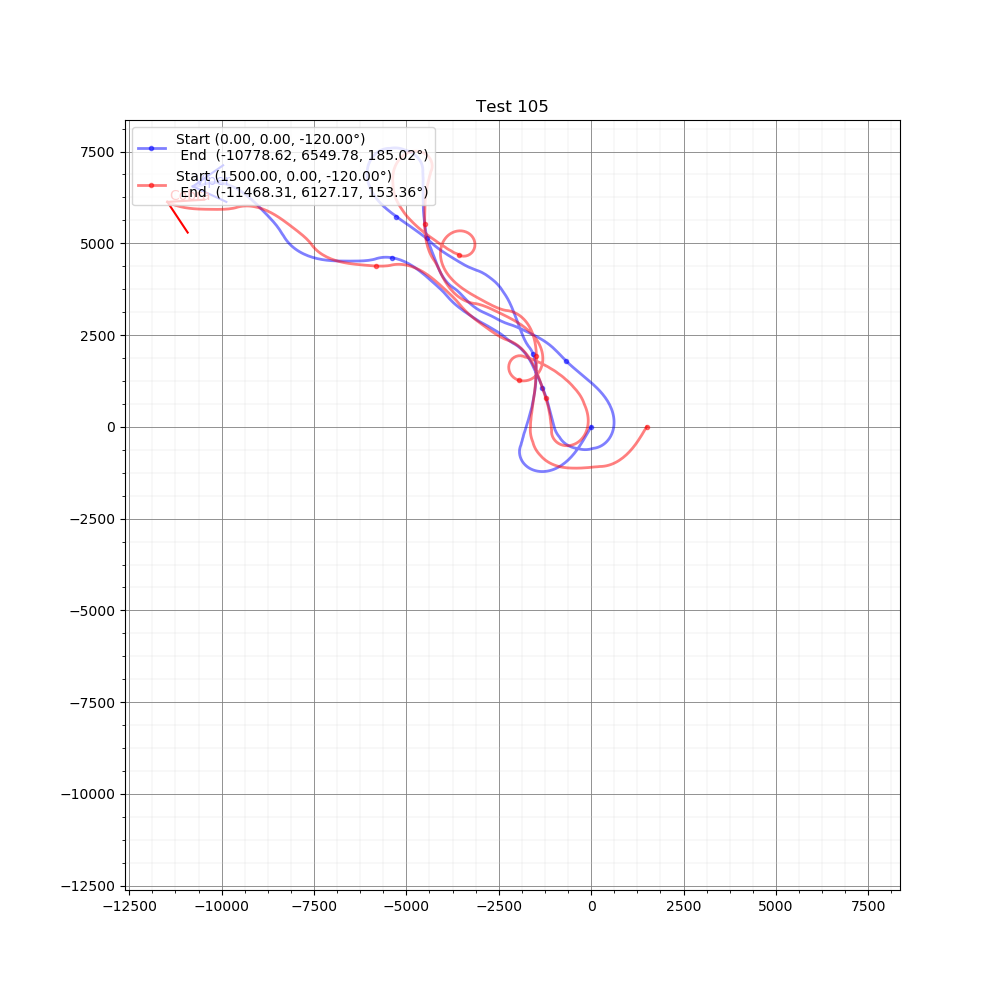 Test 105
Start (0.00, 0.00, -120.00°)
End (-10778.62, 6549.78, 185.02°)
Start (1500.00, 0.00, -120.00°)
End (-11468.31, 6127.17, 153.36°)
7500
5000
2500
0
−2500
−5000
−7500
−10000
−12500
−12500 −10000 −7500 −5000 −2500 0 2500 5000 7500